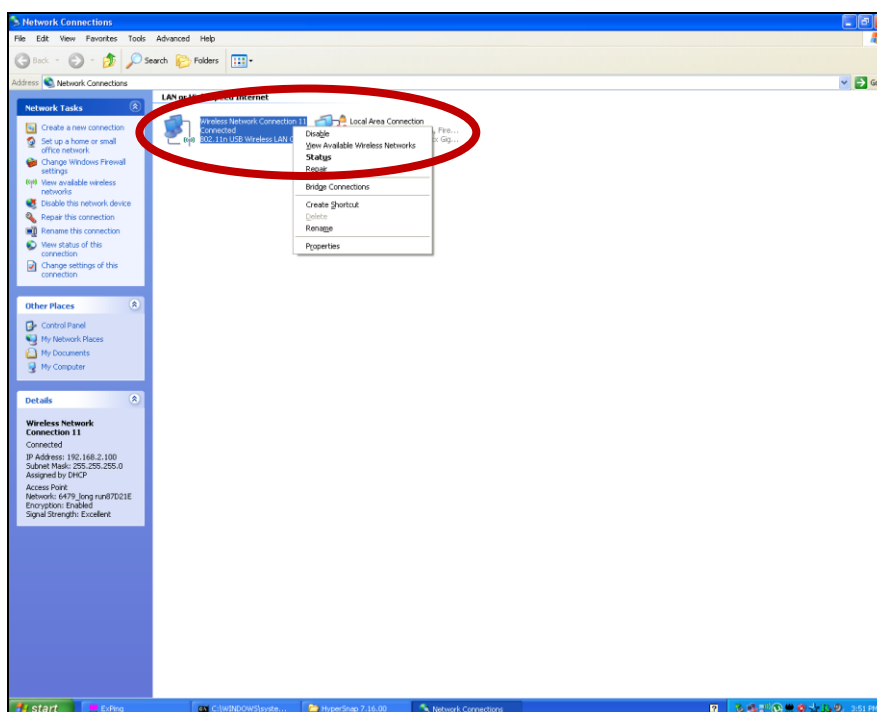 Network Connections
File Edit View Favorites Tools Advanced Help
Back Search Folders
Address Network Connections
LAN or Internet
Network Tasks
Create a new connection
Set up a home or small
office network
Change Windows Firewall
settings
View available wireless
networks
Disable this network device
Repair this connection
Rename this connection
View status of this
connection
Change settings of this
connection
Other Places
Control Panel
My Network Places
My Documents
My Computer
Details
Wireless Network
Connection 11
Connected
IP Address: 192.168.2.100
Subnet Mask: 255.255.255.0
Assigned by DHCP
Access Point
Network: 6479_long run87D21E
Encryption: Enabled
Signal Strength: Excellent
Wireless Network Connection 11
Connected
802.11n USB Wireless LAN
Local Area Connection
, Fire...
Gig...
Disable
View Available Wireless Networks
Status
Repair
Bridge Connections
Create Shortcut
Delete
Rename
Properties
start
ExPing
C:\WINDOWS\syste...
HyperSnap 7.16.00
Network Connections
3:51 PM